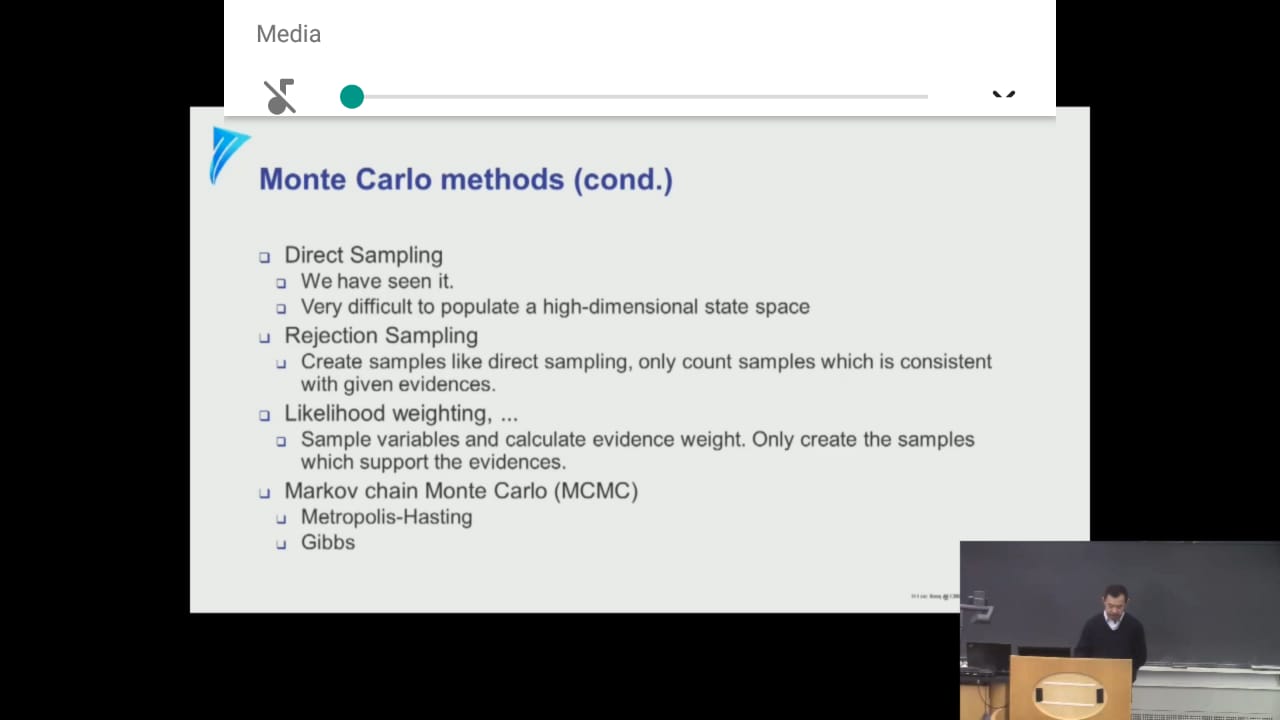 Media
Monte Carlo methods (cond.)
Direct Sampling
We have seen it.
Very difficult to populate a high-dimensional state space
Rejection Sampling
Create samples like direct sampling, only count samples which is consistent
with given evidences.
Likelihood weighting, ...
Sample variables and calculate evidence weight. Only create the samples
which support the evidences.
Markov chain Monte Carlo (MCMC)
Metropolis-Hasting
Gibbs